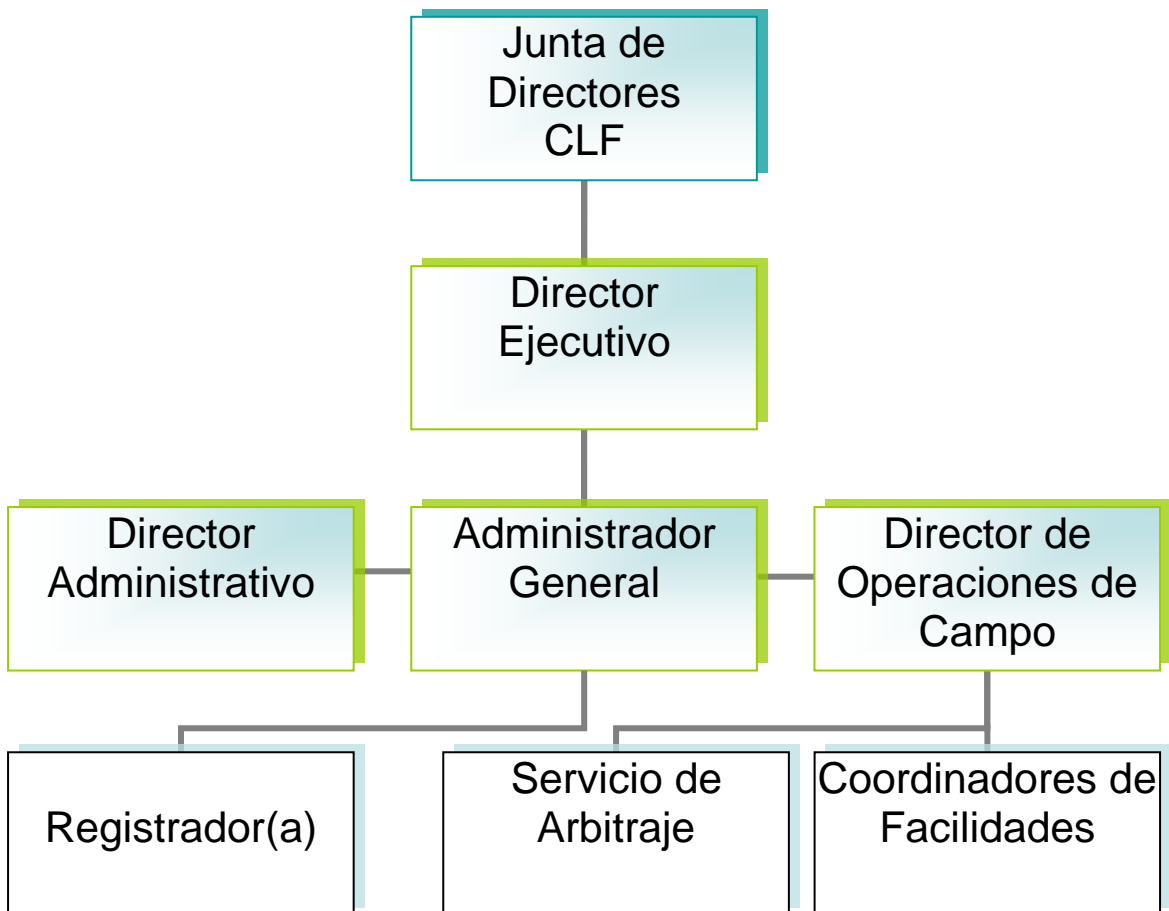 Junta de
Directores
CLF
Director
Ejecutivo
Director
Administrativo
Administrador
General
Director de
Operaciones de
Campo
Registrador(a)
Servicio de
Arbitraje
Coordinadores de
Facilidades